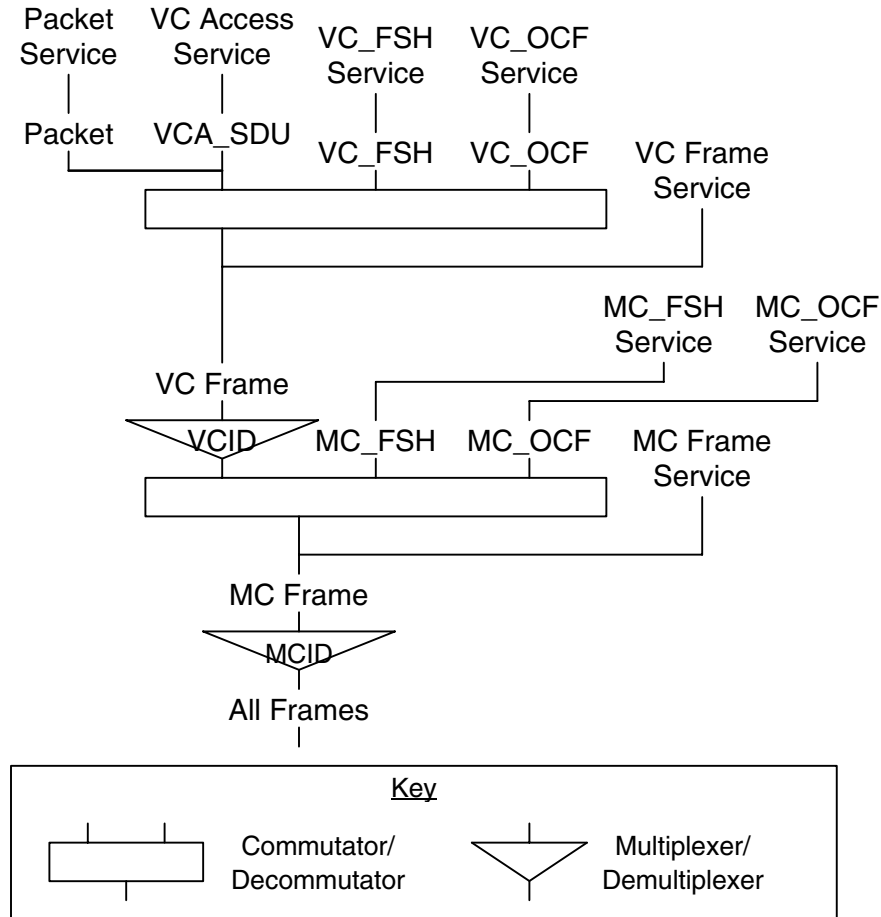 Packet Service
VC Access Service
VC_FSH Service
VC_OCF Service
Packet
VCA_SDU
VC_FSH
VC_OCF
VC Frame Service
MC_FSH Service
MC_OCF Service
VC Frame
VCID
MC_FSH
MC_OCF
MC Frame Service
MC Frame
MCID
All Frames
Key
Commutator/
Decommutator
Multiplexer/
Demultiplexer